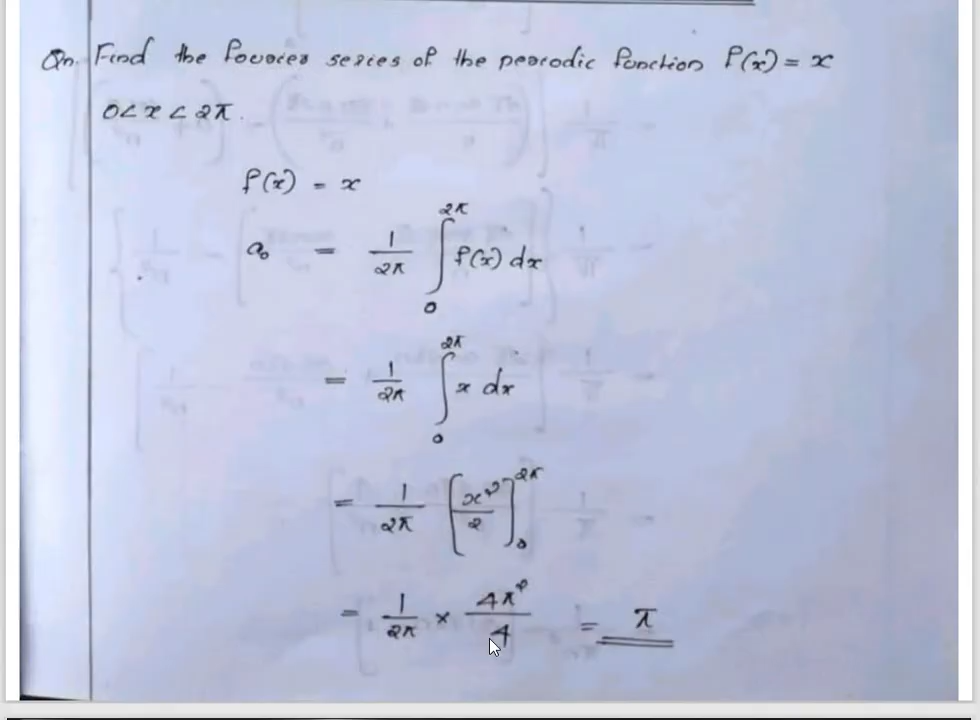 Qn. Find the Fourier series of the peorodic function f(x) = x
0 < x < 2π.
f(x) = x
a₀ = 1/2π ∫₀^2π f(x) dx
= 1/2π ∫₀^2π x dx
= 1/2π [x²/2]₀^2π
= 1/2π × 4π²/4 = π